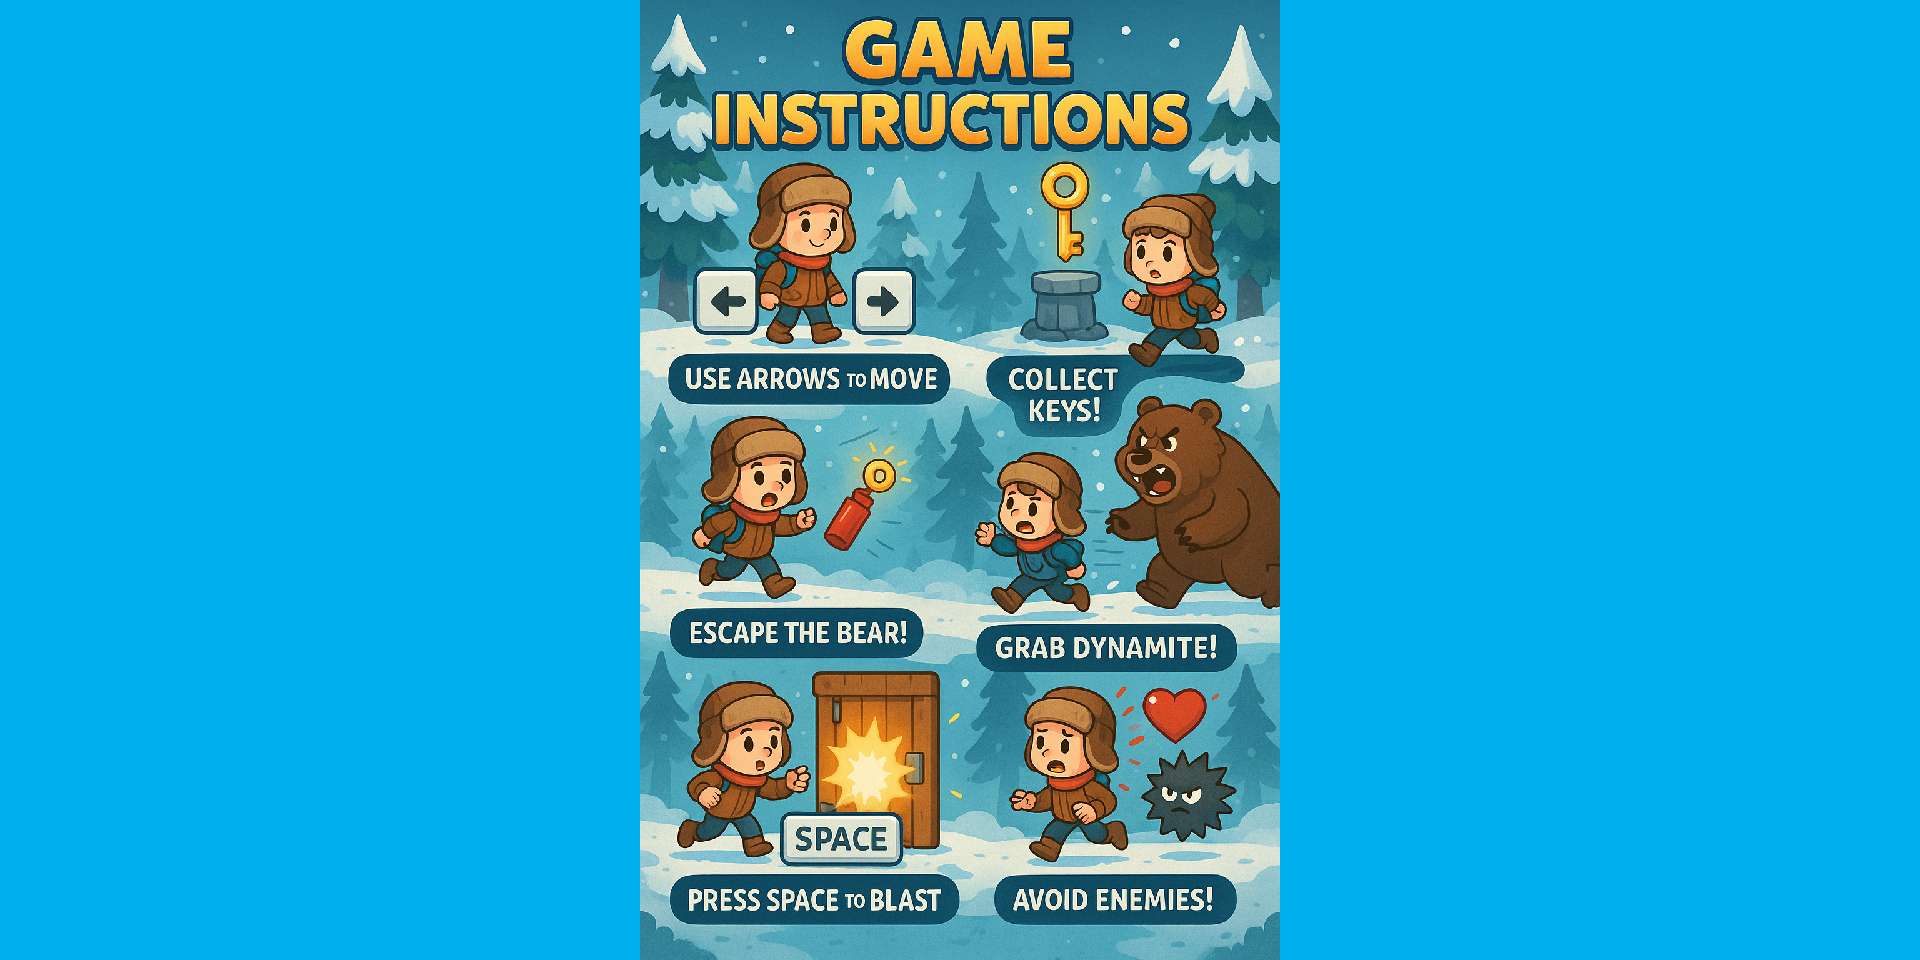 GAME
INSTRUCTIONS
USE ARROWS TO MOVE
COLLECT
KEYS!
ESCAPE THE BEAR!
GRAB DYNAMITE!
SPACE
PRESS SPACE TO BLAST
AVOID ENEMIES!